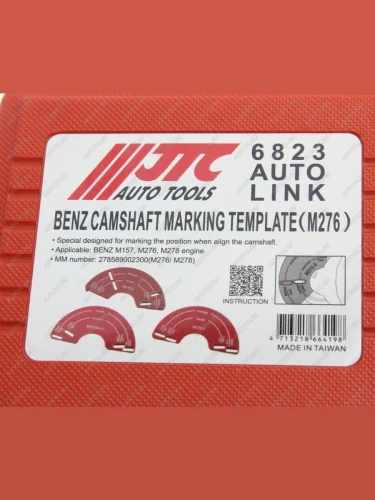 JTC
AUTO TOOLS
6823
AUTO
LINK
BENZ CAMSHAFT MARKING TEMPLATE(M276)
• Special designed for marking the position when align the camshaft.
• Applicable: BENZ M157, M276, M278 engine
• MM number: 278589002300(M276/ M278)
INSTRUCTION
4 713218 664198
MADE IN TAIWAN